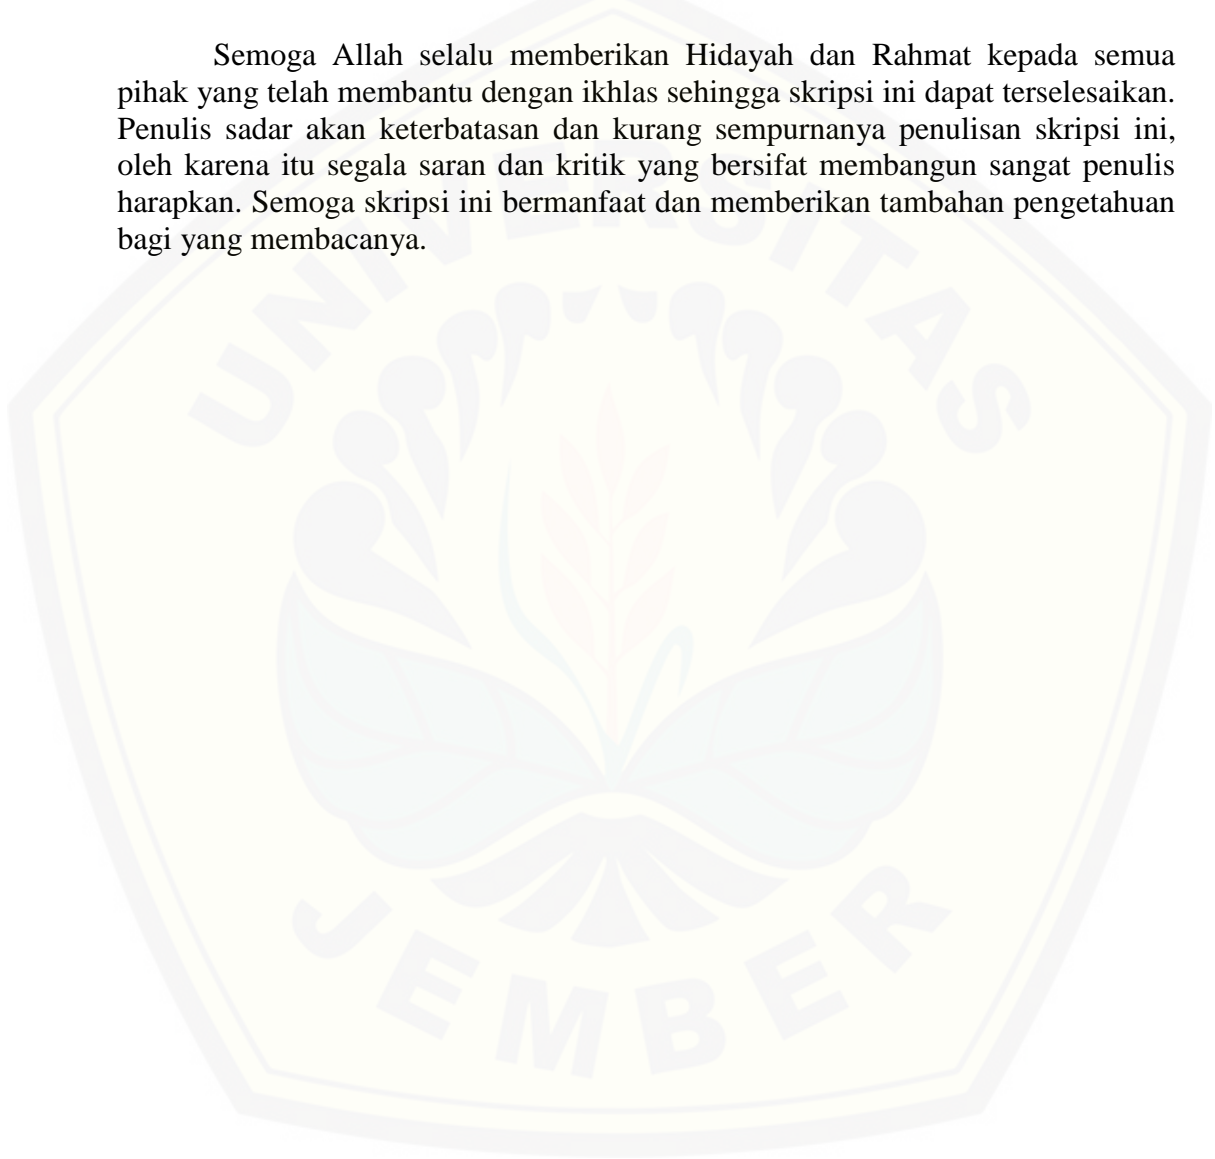 Semoga Allah selalu memberikan Hidayah dan Rahmat kepada semua
pihak yang telah membantu dengan ikhlas sehingga skripsi ini dapat terselesaikan.
Penulis sadar akan keterbatasan dan kurang sempurnanya penulisan skripsi ini,
oleh karena itu segala saran dan kritik yang bersifat membangun sangat penulis
harapkan. Semoga skripsi ini bermanfaat dan memberikan tambahan pengetahuan
bagi yang membacanya.
UNIVERSITAS
JEMBER